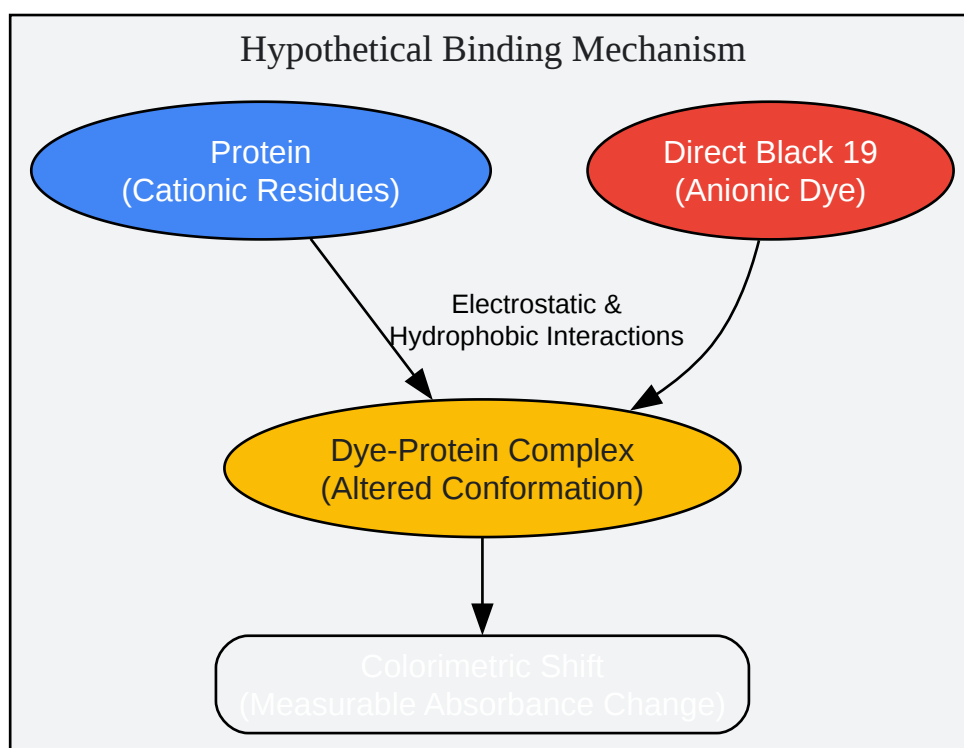 Hypothetical Binding Mechanism
Protein
(Cationic Residues)
Direct Black 19
(Anionic Dye)
Electrostatic &
Hydrophobic Interactions
Dye-Protein Complex
(Altered Conformation)
Colorimetric Shift
(Measurable Absorbance Change)